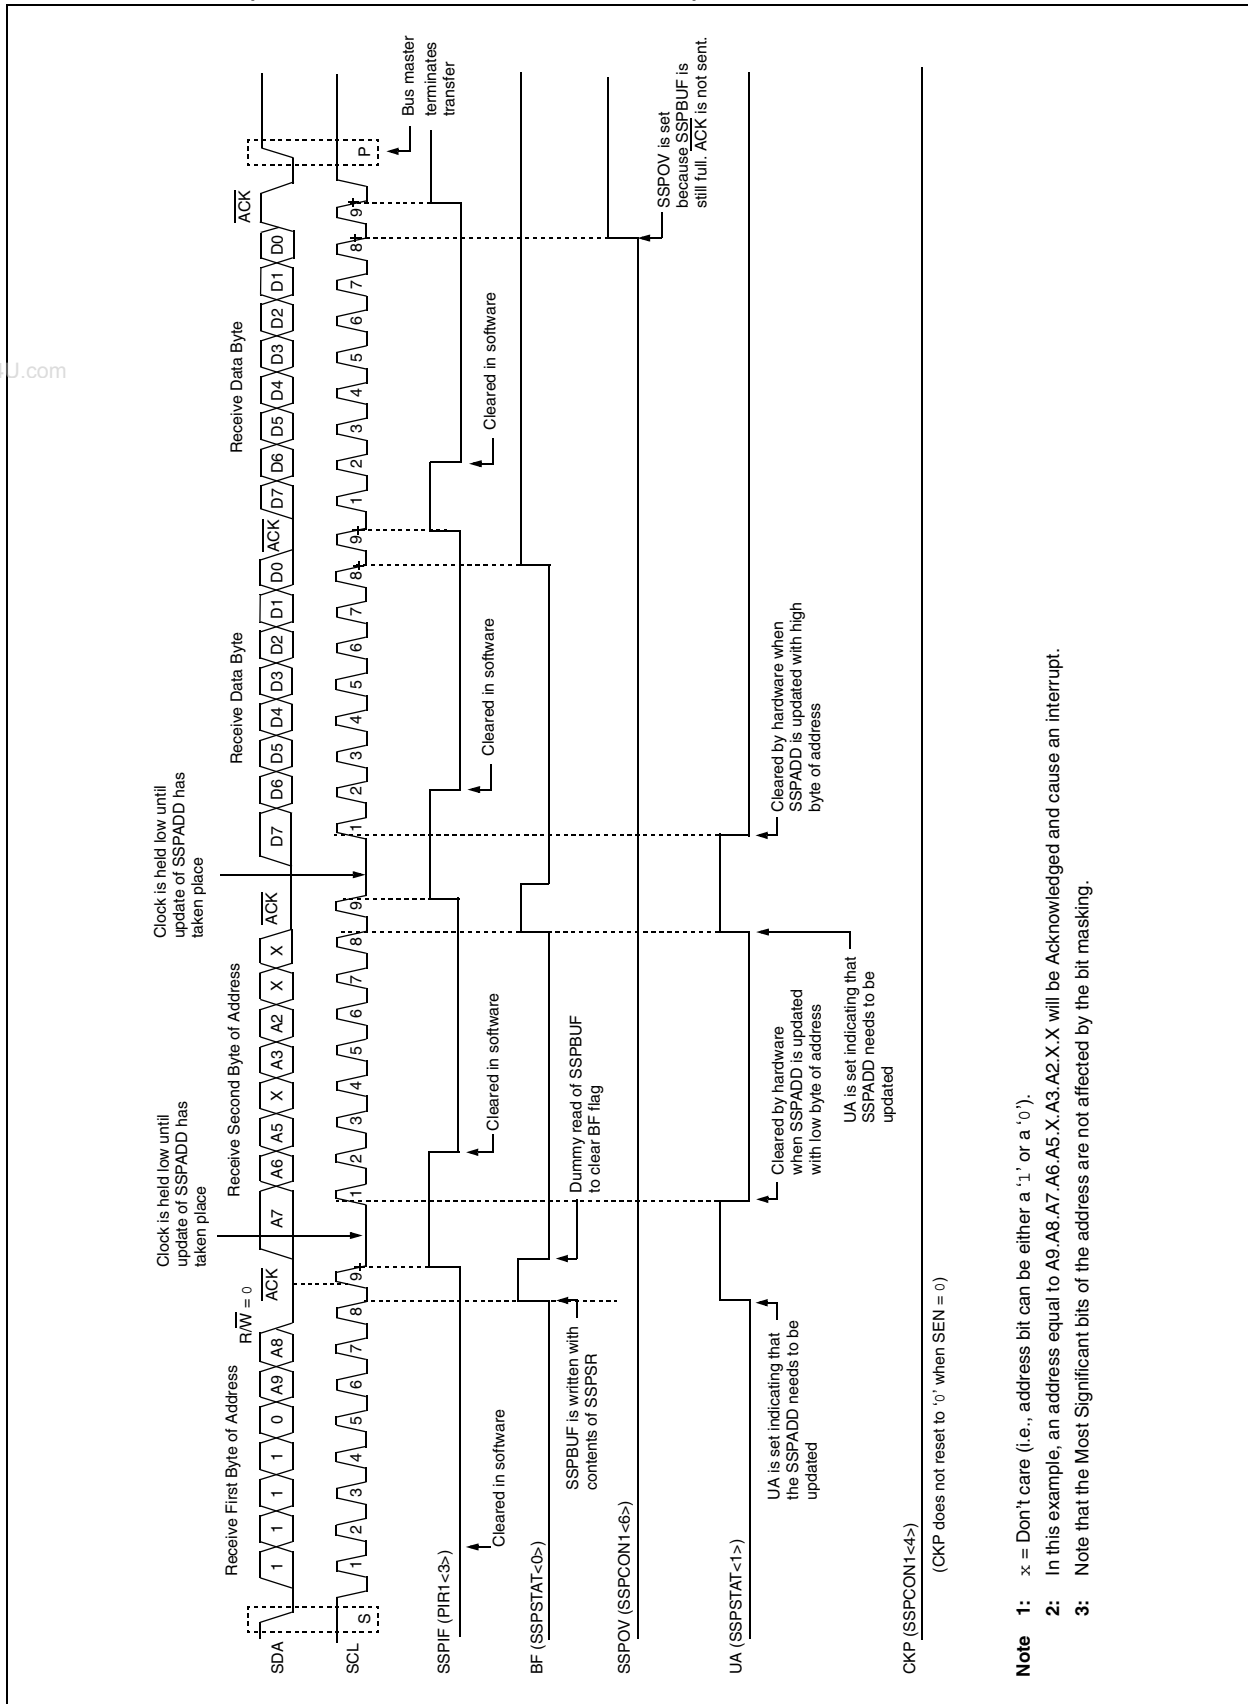 4U.com
Receive First Byte of Address
R/W = 0
ACK
Receive Second Byte of Address
ACK
Receive Data Byte
ACK
Receive Data Byte
ACK
SDA
1
1
1
1
0
A9
A8
A7
A6
A5
X
A3
A2
X
X
D7
D6
D5
D4
D3
D2
D1
D0
D7
D6
D5
D4
D3
D2
D1
D0
SCL
S
1
2
3
4
5
6
7
8
9
1
2
3
4
5
6
7
8
9
1
2
3
4
5
6
7
8
9
1
2
3
4
5
6
7
8
9
P
Clock is held low until
update of SSPADD has
taken place
Clock is held low until
update of SSPADD has
taken place
Bus master
terminates
transfer
SSPIF (PIR1<3>)
Cleared in software
Cleared in software
Cleared in software
Cleared in software
BF (SSPSTAT<0>)
SSPBUF is written with
contents of SSPSR
Dummy read of SSPBUF
to clear BF flag
SSPOV (SSPCON1<6>)
SSPOV is set
because SSPBUF is
still full. ACK is not sent.
UA (SSPSTAT<1>)
UA is set indicating that
the SSPADD needs to be
updated
Cleared by hardware
when SSPADD is updated
with low byte of address
UA is set indicating that
SSPADD needs to be
updated
Cleared by hardware when
SSPADD is updated with high
byte of address
CKP (SSPCON1<4>)
(CKP does not reset to ‘0’ when SEN = 0)
Note 1: x = Don’t care (i.e., address bit can be either a ‘1’ or a ‘0’).
2: In this example, an address equal to A9.A8.A7.A6.A5.X.A3.A2.X.X will be Acknowledged and cause an interrupt.
3: Note that the Most Significant bits of the address are not affected by the bit masking.